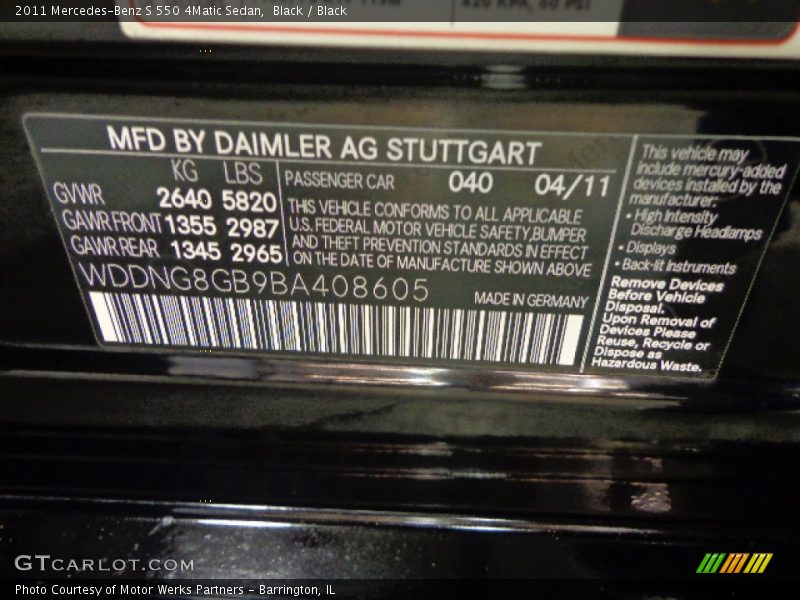 2011 Mercedes-Benz S 550 4Matic Sedan, Black / Black
MFD BY DAIMLER AG STUTTGART
KG LBS
GVWR 2640 5820
GAWR FRONT 1355 2987
GAWR REAR 1345 2965
PASSENGER CAR 040 04/11
THIS VEHICLE CONFORMS TO ALL APPLICABLE
U.S. FEDERAL MOTOR VEHICLE SAFETY, BUMPER
AND THEFT PREVENTION STANDARDS IN EFFECT
ON THE DATE OF MANUFACTURE SHOWN ABOVE
WDDNG8GB9BA408605
MADE IN GERMANY
This vehicle may
include mercury-added
devices installed by the
manufacturer:
• High Intensity
Discharge Headlamps
• Displays
• Back-lit Instruments
Remove Devices
Before Vehicle
Disposal.
Upon Removal of
Devices Please
Reuse, Recycle or
Dispose as
Hazardous Waste.
GTCARLOT.COM
Photo Courtesy of Motor Werks Partners - Barrington, IL